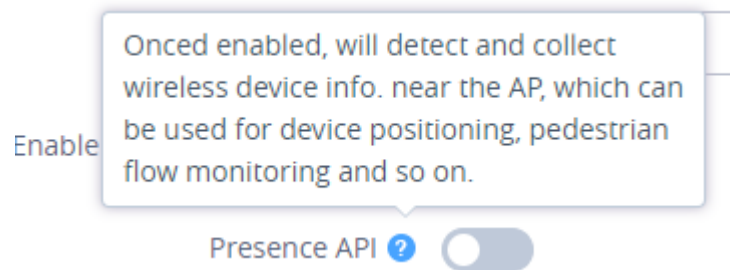 Onced enabled, will detect and collect
wireless device info. near the AP, which can
be used for device positioning, pedestrian
Enable
flow monitoring and so on.
Presence API ?